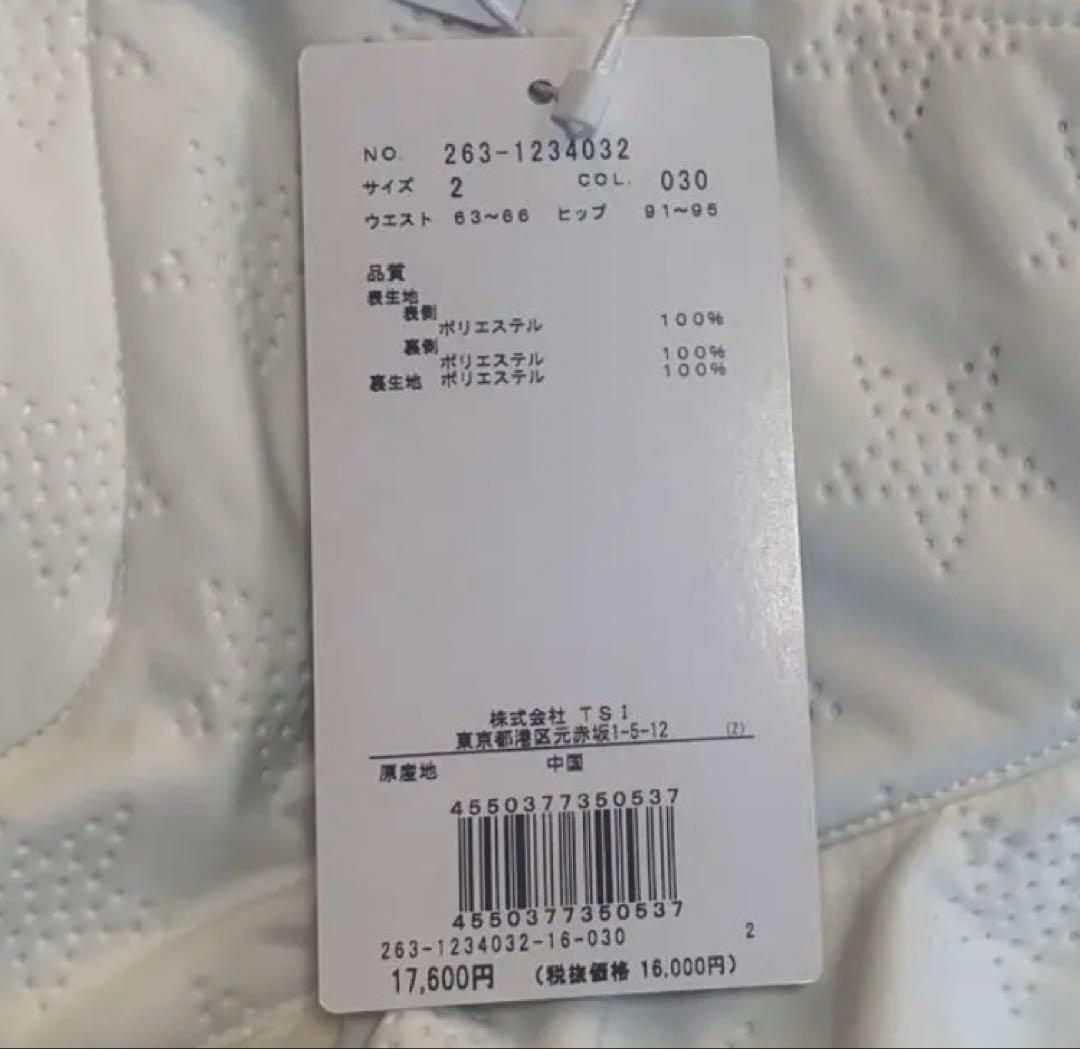 NO. 263-1234032
サイズ 2 COL. 030
ウエスト 63~66 ヒップ 91~95
品質
表生地
表側
ポリエステル 100%
裏側
ポリエステル 100%
裏生地 ポリエステル 100%
株式会社 TSI
東京都港区元赤坂1-5-12 (Z)
原産地 中国
4550377350537
4550377350537
263-1234032-16-030 2
17,600円 (税抜価格 16,000円)